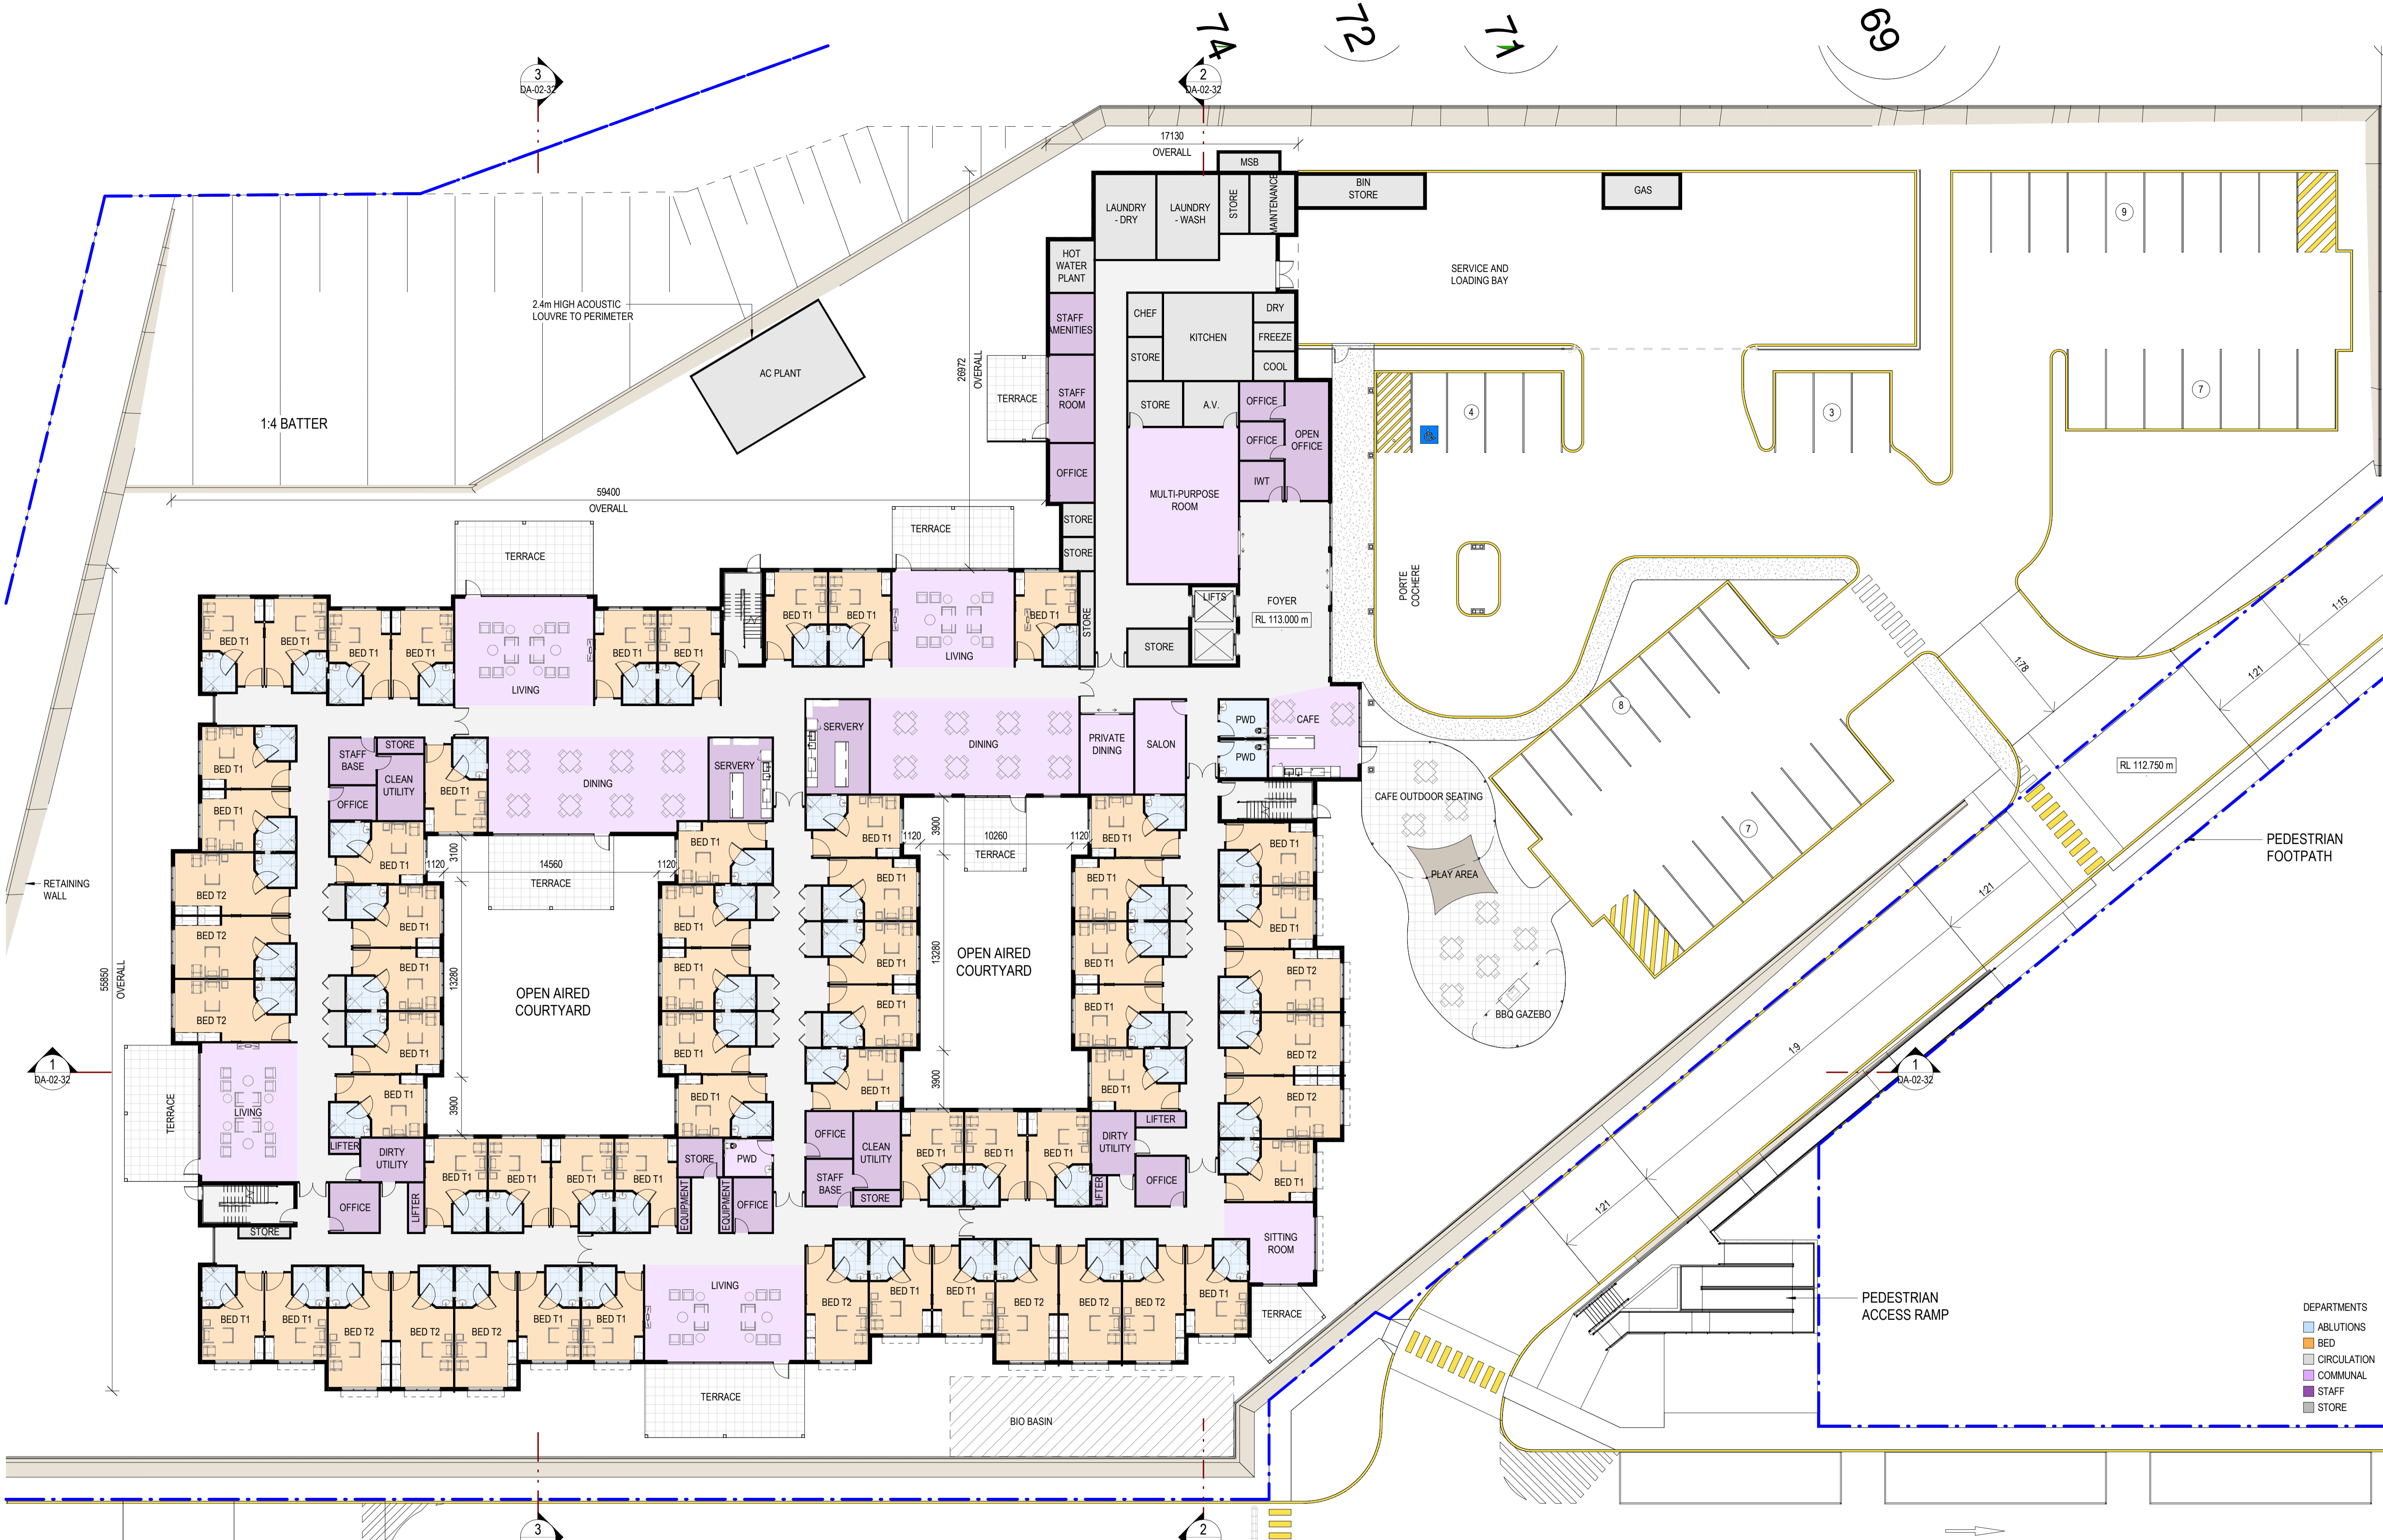 74
72
71
69
3
DA-02-32
2
DA-02-32
17130
OVERALL
MSB
BIN
STORE
GAS
9
LAUNDRY
- DRY
LAUNDRY
- WASH
STORE
MAINTENANCE
HOT
WATER
PLANT
SERVICE AND
LOADING BAY
2.4m HIGH ACOUSTIC
LOUVRE TO PERIMETER
STAFF
AMENITIES
CHEF
KITCHEN
DRY
FREEZE
COOL
STORE
AC PLANT
26972
OVERALL
TERRACE
STAFF
ROOM
STORE
A.V.
OFFICE
OPEN
OFFICE
OFFICE
IWT
4
3
7
1:4 BATTER
OFFICE
59400
OVERALL
MULTI-PURPOSE
ROOM
STORE
STORE
TERRACE
TERRACE
PORTE
COCHERE
LIFTS
FOYER
RL 113.000 m
STORE
STORE
BED T1
BED T1
BED T1
BED T1
LIVING
BED T1
BED T1
BED T1
BED T1
LIVING
BED T1
1:15
1:21
1:78
8
7
RL 112.750 m
PEDESTRIAN
FOOTPATH
SERVERY
DINING
PRIVATE
DINING
SALON
PWD
PWD
CAFE
CAFE OUTDOOR SEATING
PLAY AREA
BBQ GAZEBO
BED T1
BED T1
BED T2
BED T2
BED T2
STAFF
BASE
STORE
CLEAN
UTILITY
OFFICE
BED T1
DINING
SERVERY
BED T1
BED T1
BED T1
BED T1
BED T1
1120
3100
14560
1120
TERRACE
13280
3900
OPEN AIRED
COURTYARD
BED T1
BED T1
BED T1
BED T1
BED T1
BED T1
BED T1
BED T1
BED T1
BED T1
1120
3900
10260
1120
TERRACE
13280
3900
OPEN AIRED
COURTYARD
BED T1
BED T1
BED T1
BED T1
BED T1
BED T1
BED T1
BED T2
BED T2
BED T2
BED T1
1:21
1:9
1:21
RETAINING
WALL
55850
OVERALL
1
DA-02-32
1
DA-02-32
TERRACE
LIVING
LIFTER
DIRTY
UTILITY
OFFICE
LIFTER
STORE
BED T1
BED T1
BED T1
BED T1
STORE
PWD
EQUIPMENT
EQUIPMENT
OFFICE
OFFICE
CLEAN
UTILITY
STAFF
BASE
STORE
BED T1
BED T1
BED T1
DIRTY
UTILITY
LIFTER
LIFTER
OFFICE
SITTING
ROOM
TERRACE
BED T1
BED T1
BED T2
BED T2
BED T2
BED T1
BED T1
LIVING
BED T2
BED T1
BED T1
BED T2
BED T2
BED T2
BED T1
TERRACE
BIO BASIN
PEDESTRIAN
ACCESS RAMP
DEPARTMENTS
ABLUTIONS
BED
CIRCULATION
COMMUNAL
STAFF
STORE
3
2